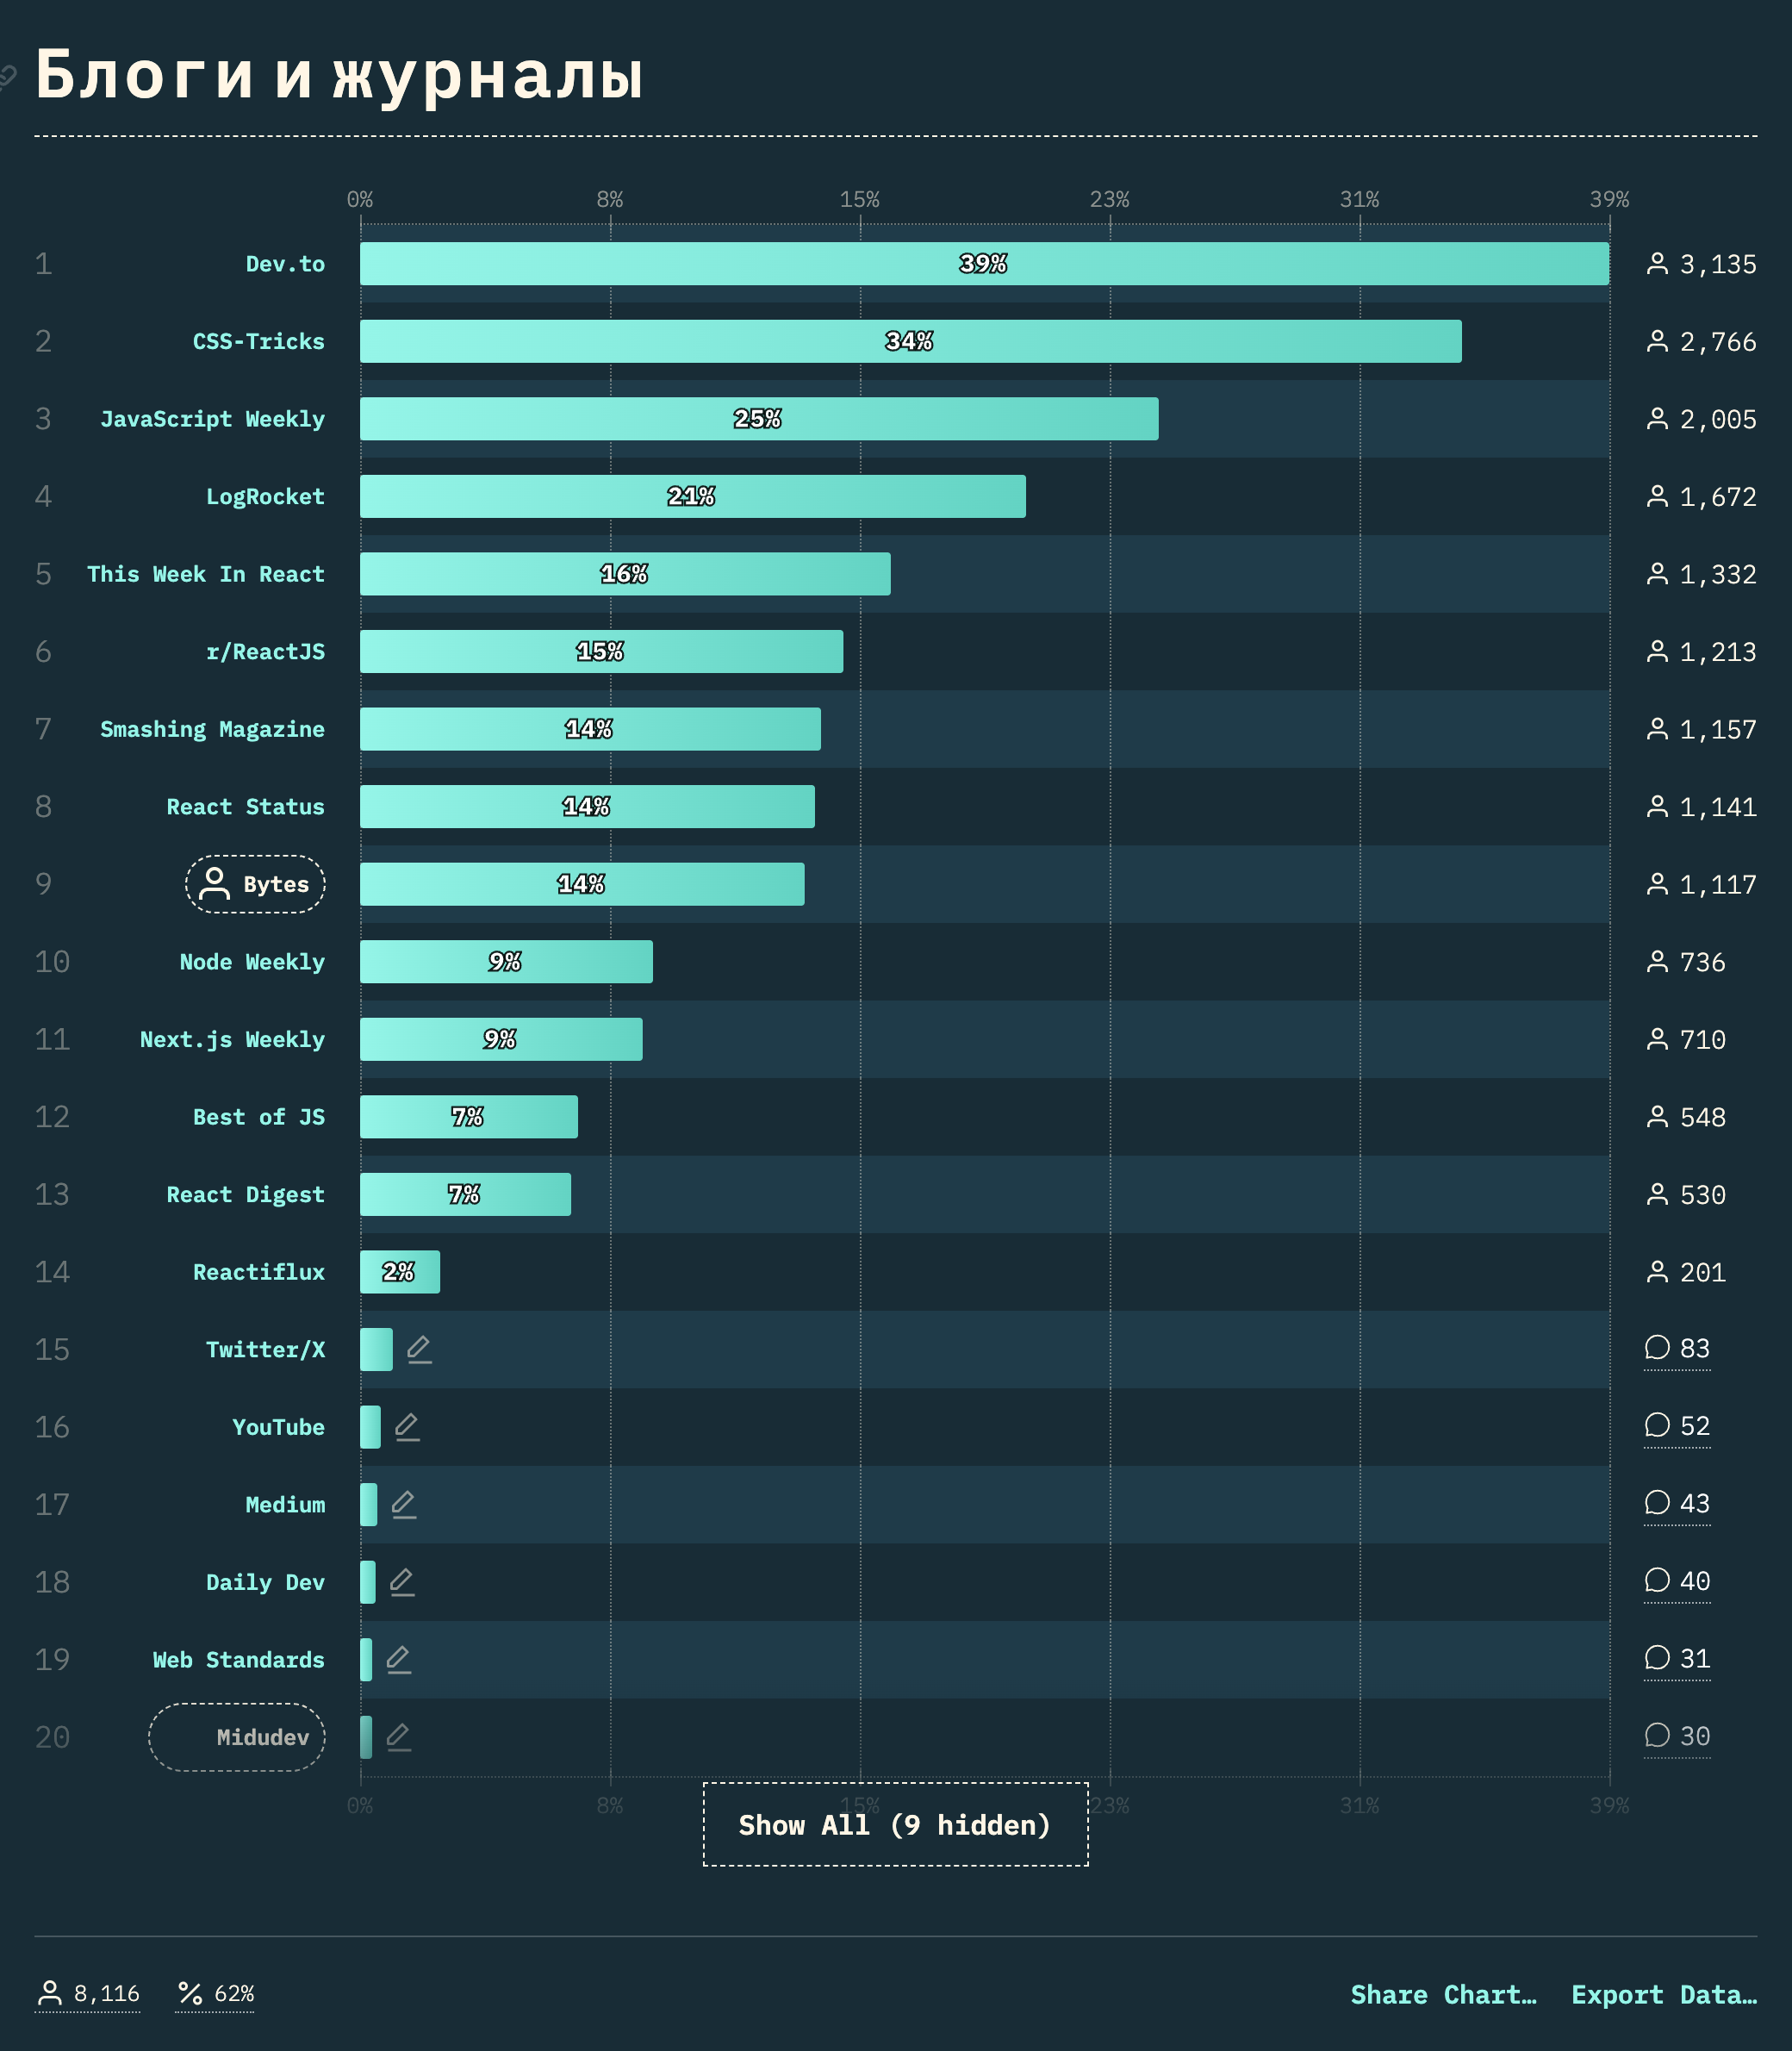 Блоги и журналы
0% 8% 15% 23% 31% 39%
1 Dev.to 39% 3,135
2 CSS-Tricks 34% 2,766
3 JavaScript Weekly 25% 2,005
4 LogRocket 21% 1,672
5 This Week In React 16% 1,332
6 r/ReactJS 15% 1,213
7 Smashing Magazine 14% 1,157
8 React Status 14% 1,141
9 Bytes 14% 1,117
10 Node Weekly 9% 736
11 Next.js Weekly 9% 710
12 Best of JS 7% 548
13 React Digest 7% 530
14 Reactiflux 2% 201
15 Twitter/X 83
16 YouTube 52
17 Medium 43
18 Daily Dev 40
19 Web Standards 31
20 Midudev 30
0% 8% 15% 23% 31% 39%
Show All (9 hidden)
8,116 % 62% Share Chart… Export Data…